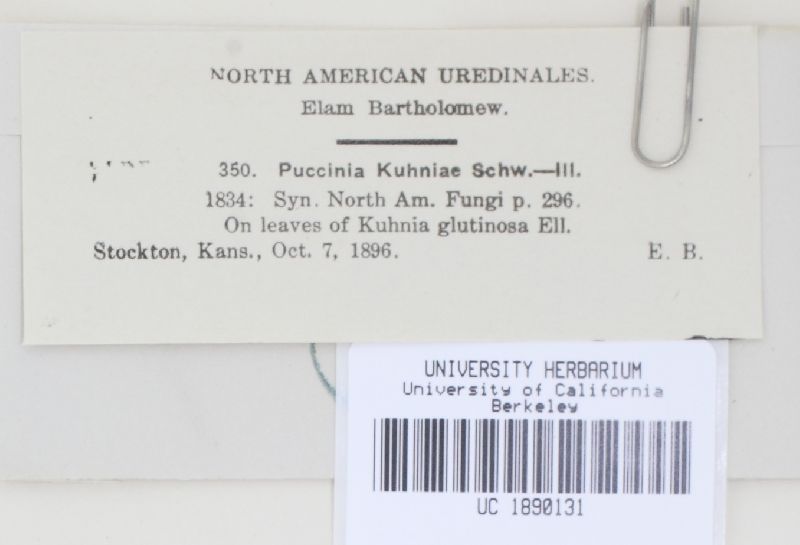 NORTH AMERICAN UREDINALES.
Elam Bartholomew.
350. Puccinia Kuhniae Schw.—III.
1834: Syn. North Am. Fungi p. 296.
On leaves of Kuhnia glutinosa Ell.
Stockton, Kans., Oct. 7, 1896. E. B.
UNIVERSITY HERBARIUM
University of California
Berkeley
UC 1890131